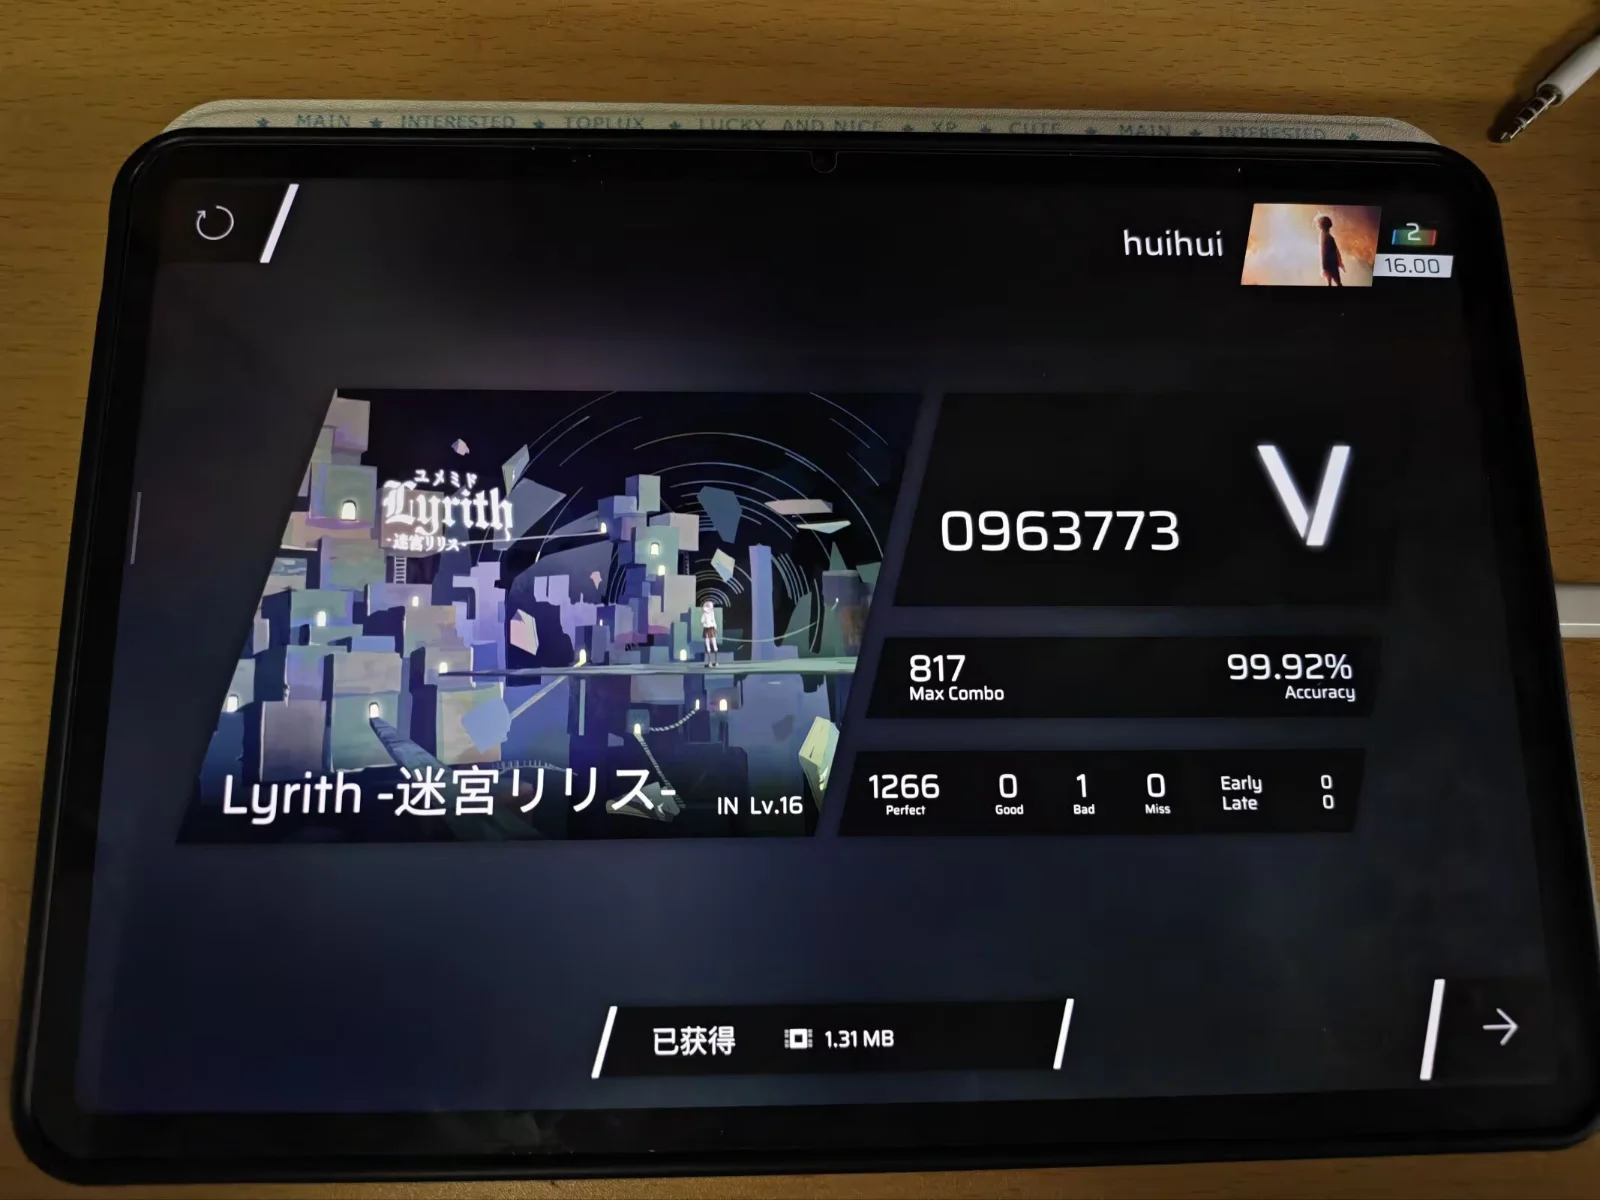 ★ MAIN ★ INTERESTED ★ TOPLUX ★ LUCKY AND NICE ★ XP ★ CUTE ★ MAIN ★ INTERESTED ★
huihui
2
16.00
ユメミド
Lyrith
-迷宮リリス-
0963773
V
817
Max Combo
99.92%
Accuracy
Lyrith -迷宮リリス-
IN Lv.16
1266 0 1 0 Early 0
Perfect Good Bad Miss Late 0
已获得 1.31 MB